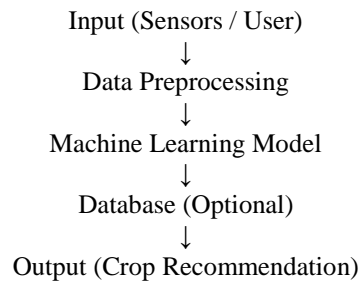 Input (Sensors / User)
↓
Data Preprocessing
↓
Machine Learning Model
↓
Database (Optional)
↓
Output (Crop Recommendation)